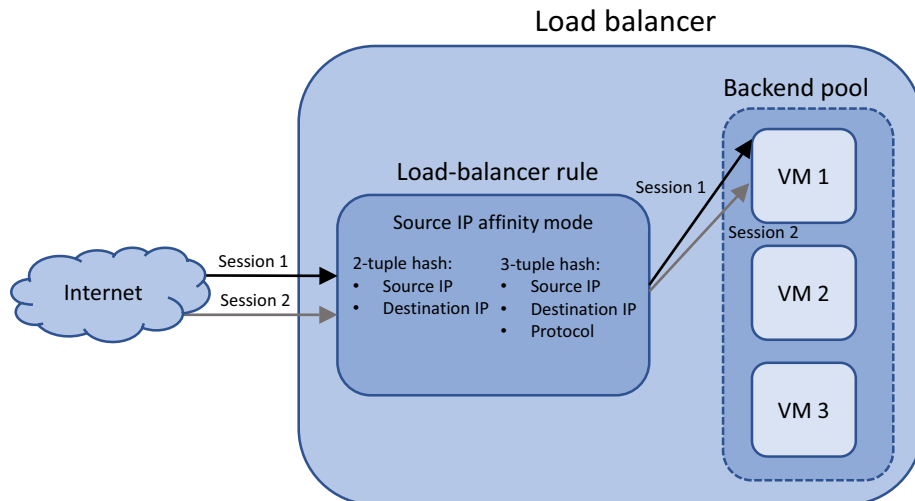 Load balancer
Backend pool
Load-balancer rule
Source IP affinity mode
2-tuple hash:
• Source IP
• Destination IP
3-tuple hash:
• Source IP
• Destination IP
• Protocol
Internet
Session 1
Session 2
Session 1
Session 2
VM 1
VM 2
VM 3